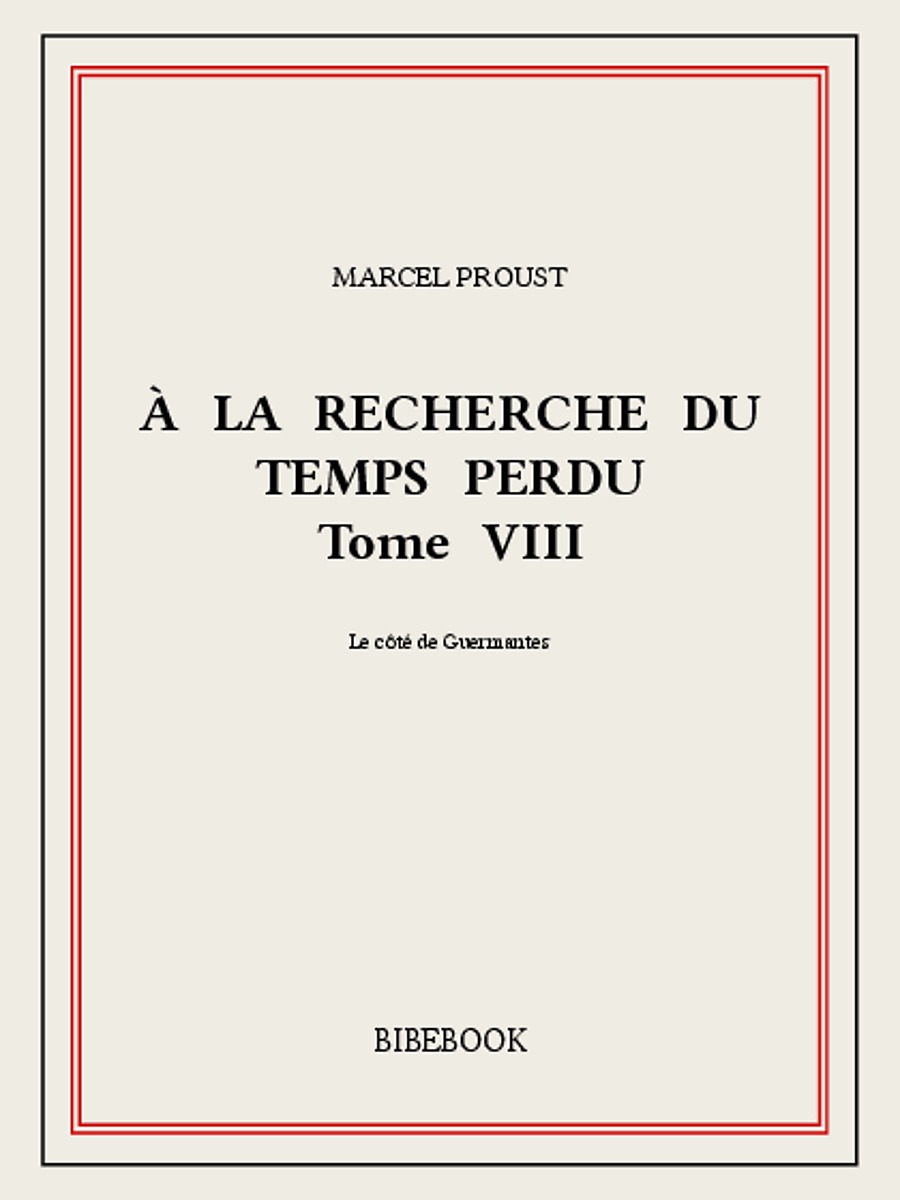 MARCEL PROUST
À LA RECHERCHE DU
TEMPS PERDU
Tome VIII
Le côté de Guermantes
BIBEBOOK